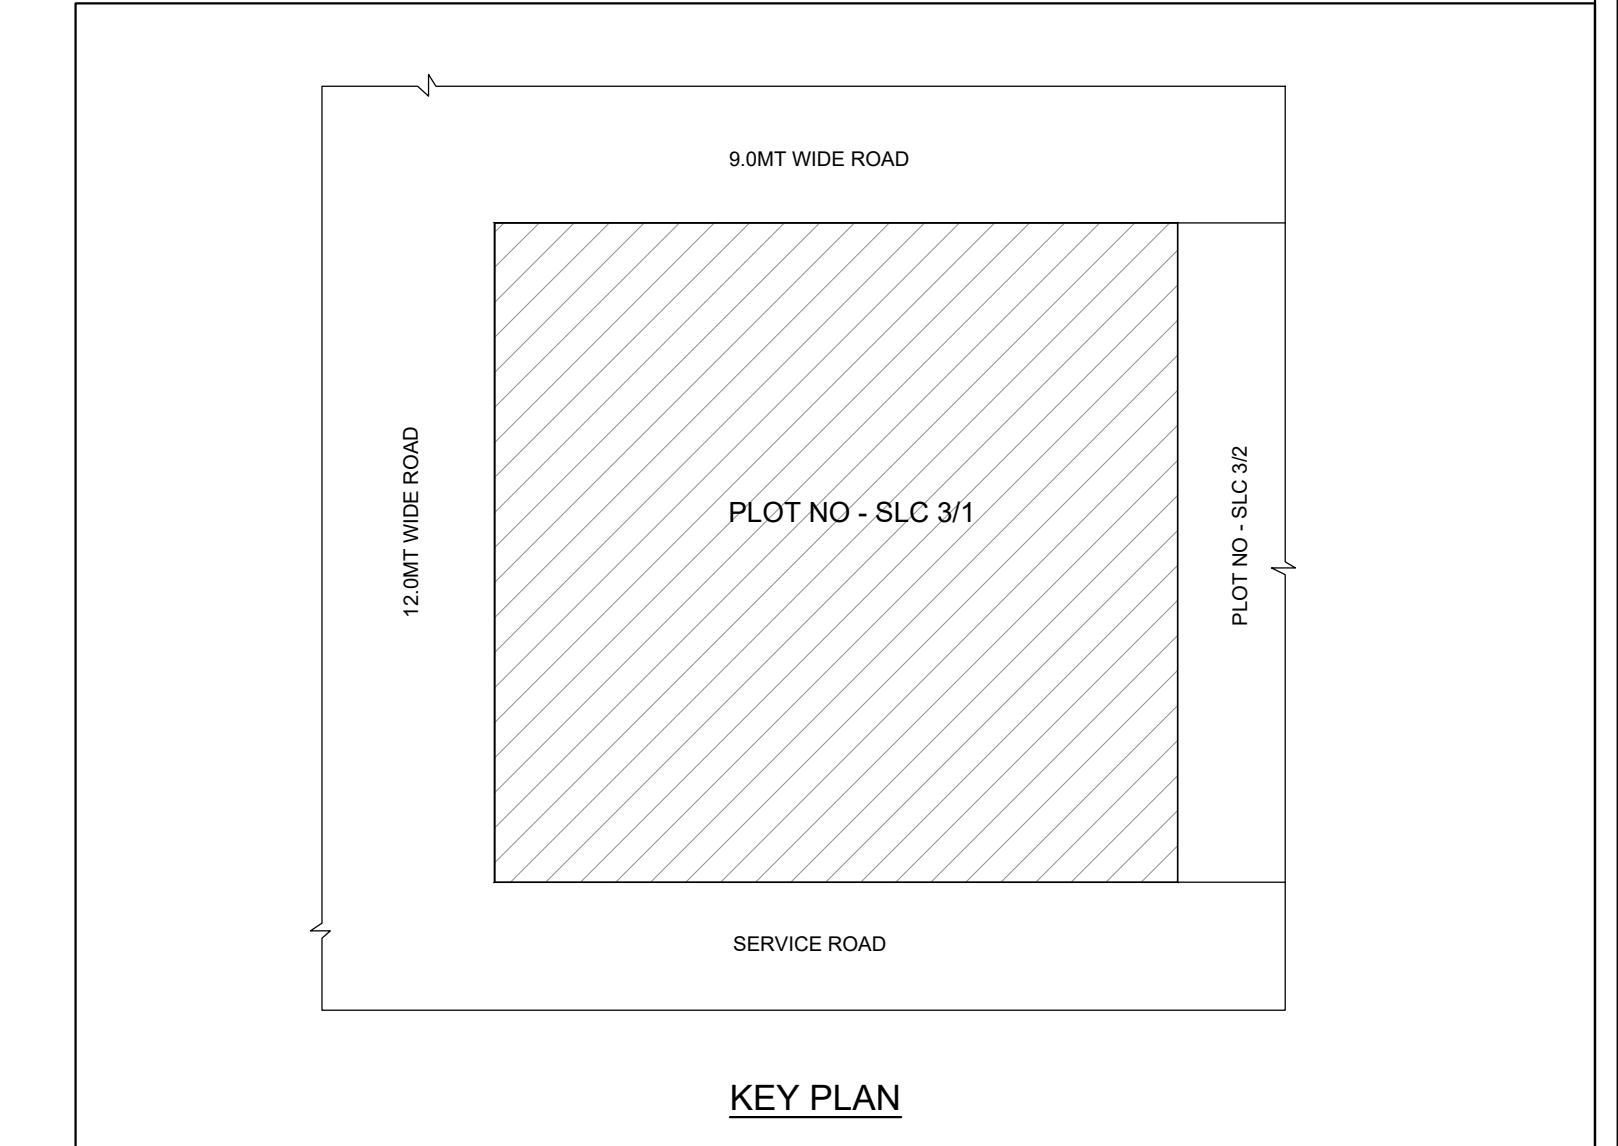 9.0MT WIDE ROAD
12.0MT WIDE ROAD
PLOT NO - SLC 3/1
PLOT NO - SLC 3/2
SERVICE ROAD
KEY PLAN